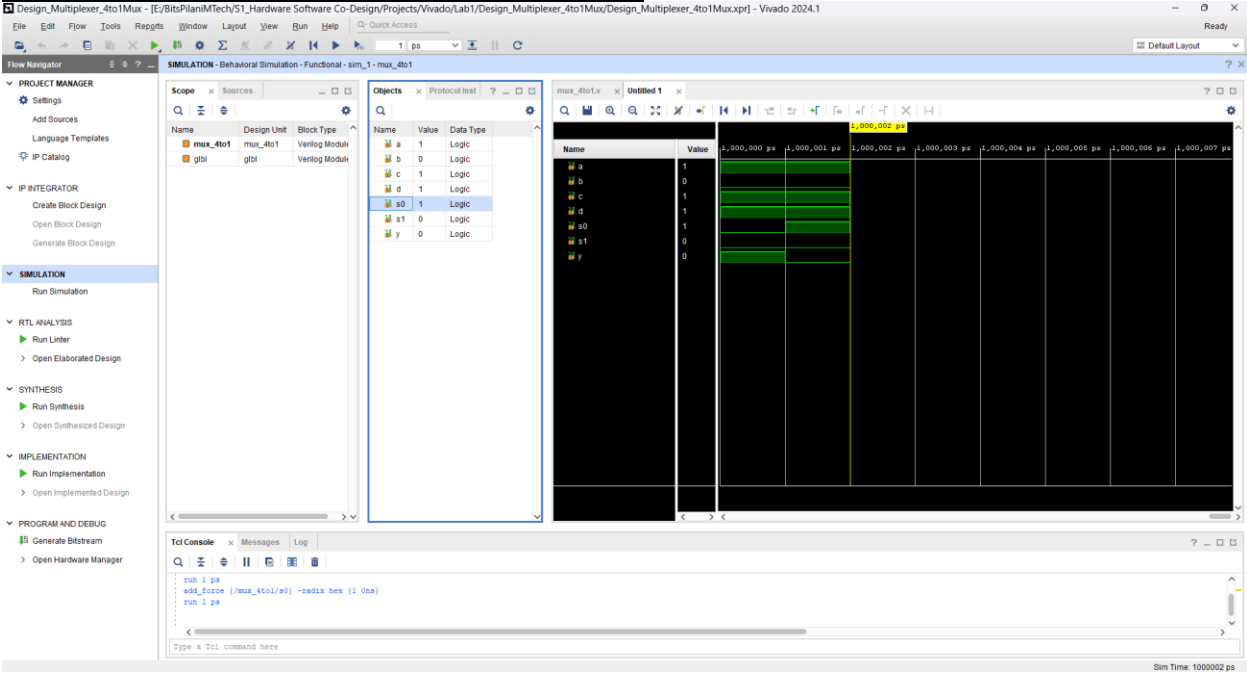 Design_Multiplexer_4to1Mux - [E:/BitsPilaniMTech/S1_Hardware Software Co-Design/Projects/Vivado/Lab1/Design_Multiplexer_4to1Mux/Design_Multiplexer_4to1Mux.xpr] - Vivado 2024.1
File Edit Flow Tools Reports Window Layout View Run Help Quick Access
Ready
1 ps
Default Layout
Flow Navigator
SIMULATION - Behavioral Simulation - Functional - sim_1 - mux_4to1
PROJECT MANAGER
Settings
Add Sources
Language Templates
IP Catalog
IP INTEGRATOR
Create Block Design
Open Block Design
Generate Block Design
SIMULATION
Run Simulation
RTL ANALYSIS
Run Linter
Open Elaborated Design
SYNTHESIS
Run Synthesis
Open Synthesized Design
IMPLEMENTATION
Run Implementation
Open Implemented Design
PROGRAM AND DEBUG
Generate Bitstream
Open Hardware Manager
Scope Sources
Name Design Unit Block Type
mux_4to1 mux_4to1 Verilog Module
glbl glbl Verilog Module
Objects Protocol Inst
Name Value Data Type
a 1 Logic
b 0 Logic
c 1 Logic
d 1 Logic
s0 1 Logic
s1 0 Logic
y 0 Logic
mux_4to1.v Untitled 1
1,000,002 ps
Name Value 1,000,000 ps 1,000,001 ps 1,000,002 ps 1,000,003 ps 1,000,004 ps 1,000,005 ps 1,000,006 ps 1,000,007 ps
a 1
b 0
c 1
d 1
s0 1
s1 0
y 0
Tcl Console Messages Log
run 1 ps
add_force {/mux_4to1/s0} -radix hex {1 0ns}
run 1 ps
Type a Tcl command here
Sim Time: 1000002 ps